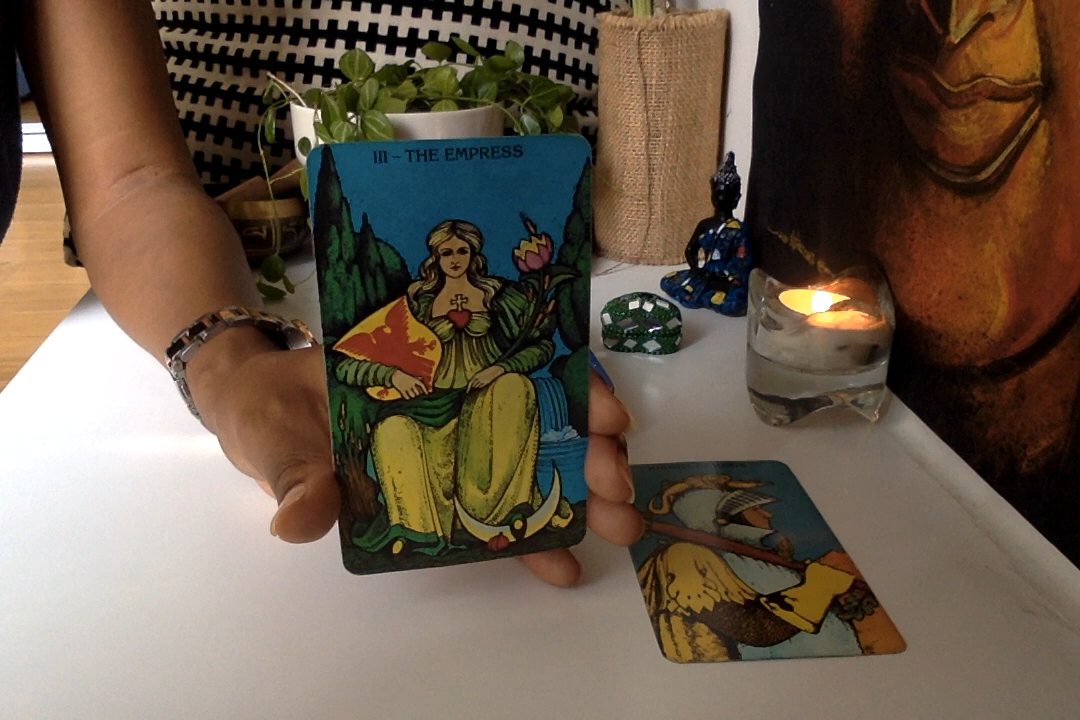 III – THE EMPRESS